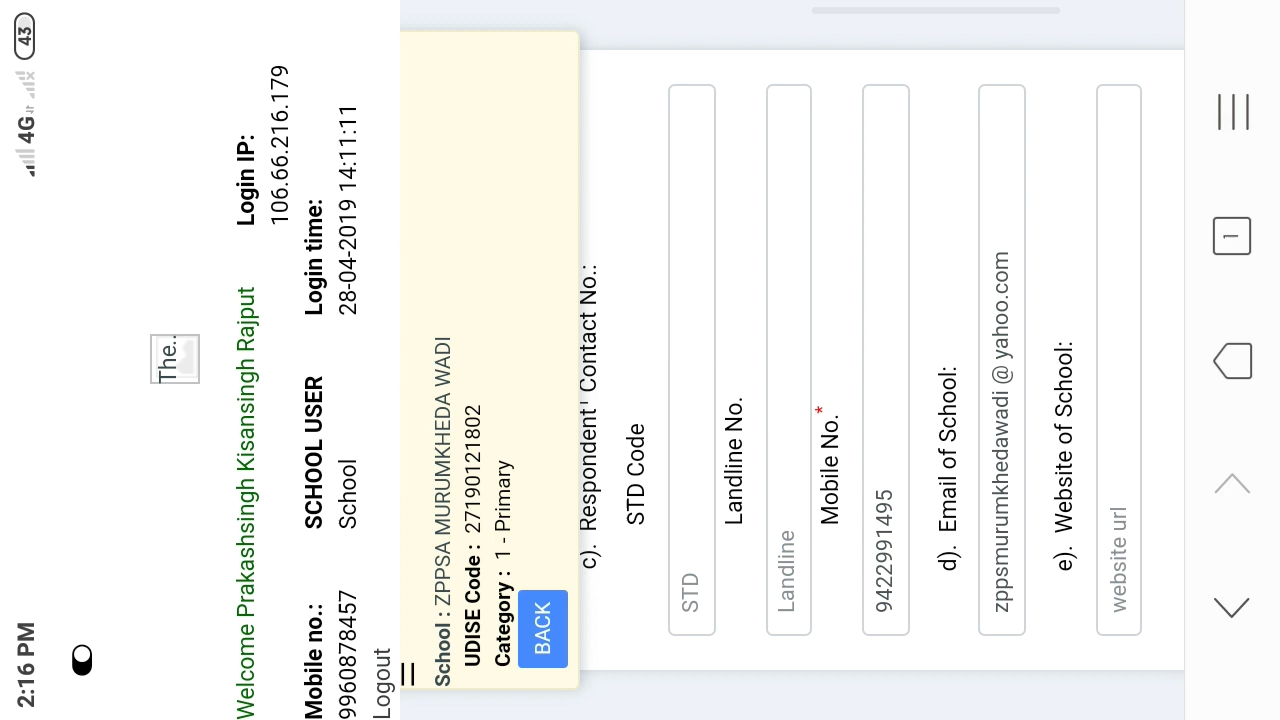 2:16 PM 4G 43
The..
Welcome Prakashsingh Kisansingh Rajput Login IP:
106.66.216.179
Mobile no.: SCHOOL USER Login time:
9960878457 School 28-04-2019 14:11:11
Logout
School : ZPPSA MURUMKHEDA WADI
UDISE Code : 27190121802
Category : 1 - Primary
BACK
c). Respondent' Contact No.:
STD Code
STD
Landline No.
Landline
Mobile No.*
9422991495
d). Email of School:
zppsmurumkhedawadi @ yahoo.com
e). Website of School:
website url
1